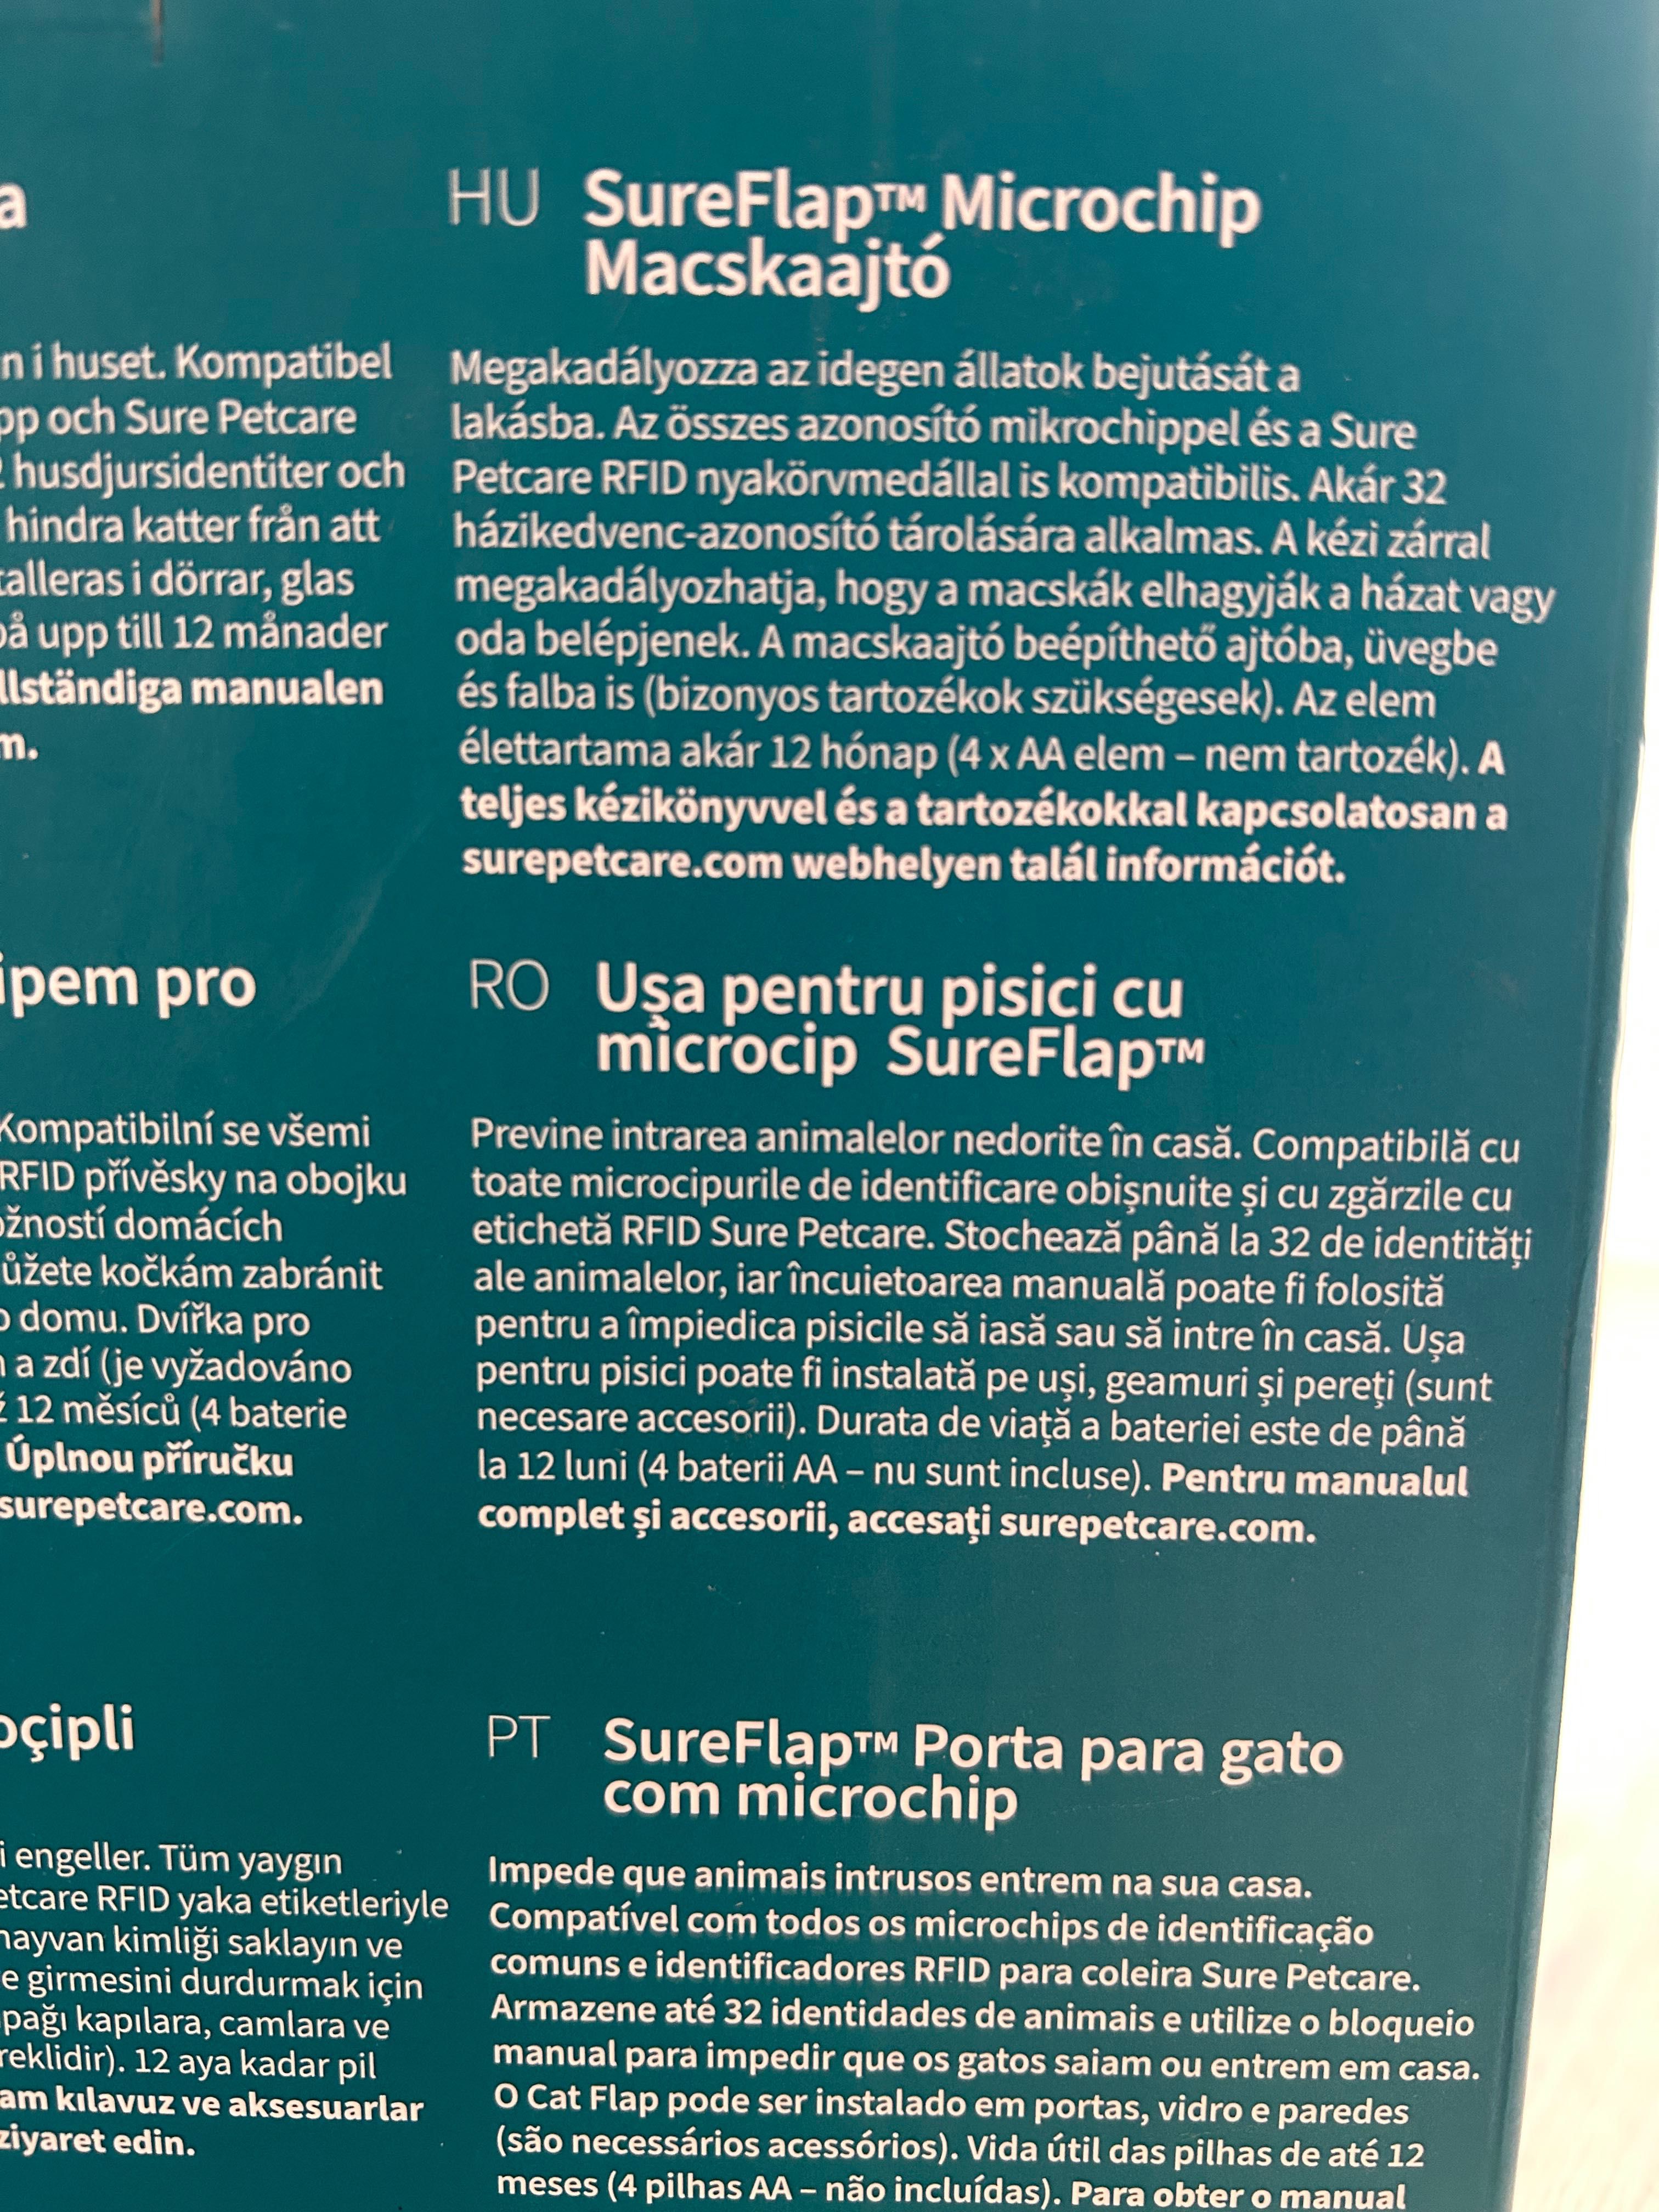 HU SureFlap™ Microchip
Macskaajtó
Megakadályozza az idegen állatok bejutását a
lakásba. Az összes azonosító mikrochippel és a Sure
Petcare RFID nyakörvmedállal is kompatibilis. Akár 32
házikedvenc-azonosító tárolására alkalmas. A kézi zárral
megakadályozhatja, hogy a macskák elhagyják a házat vagy
oda belépjenek. A macskaajtó beépíthető ajtóba, üvegbe
és falba is (bizonyos tartozékok szükségesek). Az elem
élettartama akár 12 hónap (4 x AA elem – nem tartozék). A
teljes kézikönyvvel és a tartozékokkal kapcsolatosan a
surepetcare.com webhelyen talál információt.
RO Ușa pentru pisici cu
microcip SureFlap™
Previne intrarea animalelor nedorite în casă. Compatibilă cu
toate microcipurile de identificare obișnuite și cu zgărzile cu
etichetă RFID Sure Petcare. Stochează până la 32 de identități
ale animalelor, iar încuietoarea manuală poate fi folosită
pentru a împiedica pisicile să iasă sau să intre în casă. Ușa
pentru pisici poate fi instalată pe uși, geamuri și pereți (sunt
necesare accesorii). Durata de viață a bateriei este de până
la 12 luni (4 baterii AA – nu sunt incluse). Pentru manualul
complet și accesorii, accesați surepetcare.com.
PT SureFlap™ Porta para gato
com microchip
Impede que animais intrusos entrem na sua casa.
Compatível com todos os microchips de identificação
comuns e identificadores RFID para coleira Sure Petcare.
Armazene até 32 identidades de animais e utilize o bloqueio
manual para impedir que os gatos saiam ou entrem em casa.
O Cat Flap pode ser instalado em portas, vidro e paredes
(são necessários acessórios). Vida útil das pilhas de até 12
meses (4 pilhas AA – não incluídas). Para obter o manual
a
n i huset. Kompatibel
pp och Sure Petcare
husdjursidentiter och
hindra katter från att
talleras i dörrar, glas
på upp till 12 månader
llständiga manualen
m.
ipem pro
Kompatibilní se všemi
RFID přívěsky na obojku
ožností domácích
ůžete kočkám zabránit
o domu. Dvířka pro
a zdí (je vyžadováno
ž 12 měsíců (4 baterie
Úplnou příručku
surepetcare.com.
oçipli
i engeller. Tüm yaygın
etcare RFID yaka etiketleriyle
hayvan kimliği saklayın ve
e girmesini durdurmak için
pağı kapılara, camlara ve
reklidir). 12 aya kadar pil
am kılavuz ve aksesuarlar
ziyaret edin.